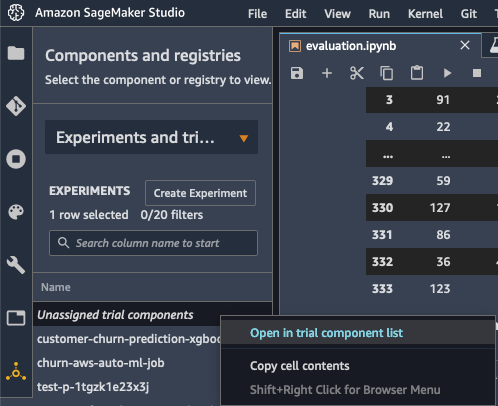 Amazon SageMaker Studio File Edit View Run Kernel Git
Components and registries
Select the component or registry to view.
Experiments and tri...
EXPERIMENTS Create Experiment
1 row selected 0/20 filters
Search column name to start
Name
Unassigned trial components
customer-churn-prediction-xgboo
churn-aws-auto-ml-job
test-p-1tgzk1e23x3j
evaluation.ipynb
3 91
4 22
... ...
329 59
330 127
331 86
332 36
333 123
Open in trial component list
Copy cell contents
Shift+Right Click for Browser Menu